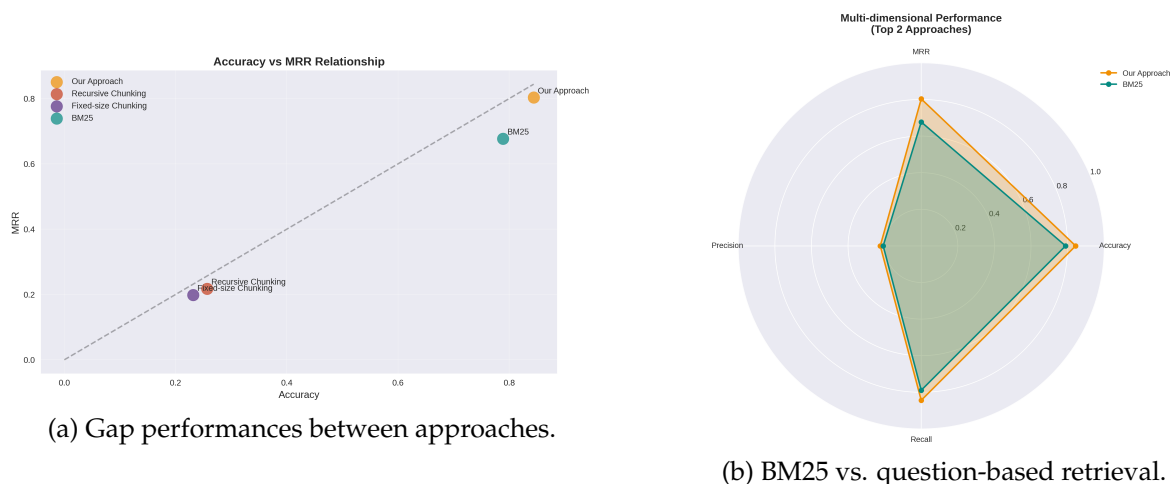 Accuracy vs MRR Relationship
Our Approach
Recursive Chunking
Fixed-size Chunking
BM25
Our Approach
BM25
Recursive Chunking
Fixed-size Chunking
0.8
0.6
0.4
0.2
0.0
MRR
0.0 0.2 0.4 0.6 0.8
Accuracy
(a) Gap performances between approaches.
Multi-dimensional Performance
(Top 2 Approaches)
MRR
Our Approach
BM25
1.0
0.8
0.6
0.4
0.2
Precision
Accuracy
Recall
(b) BM25 vs. question-based retrieval.